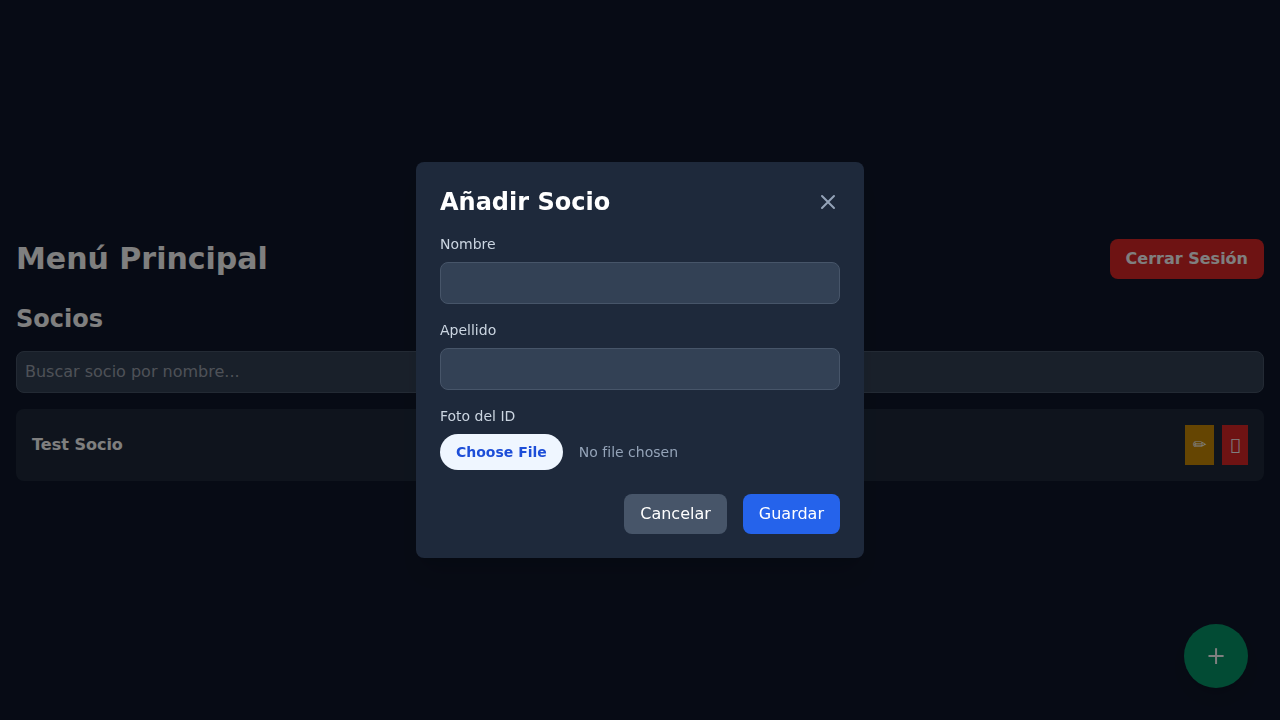 Añadir Socio
Nombre
Apellido
Foto del ID
Choose File No file chosen
Cancelar Guardar
Menú Principal
Cerrar Sesión
Socios
Buscar socio por nombre...
Test Socio